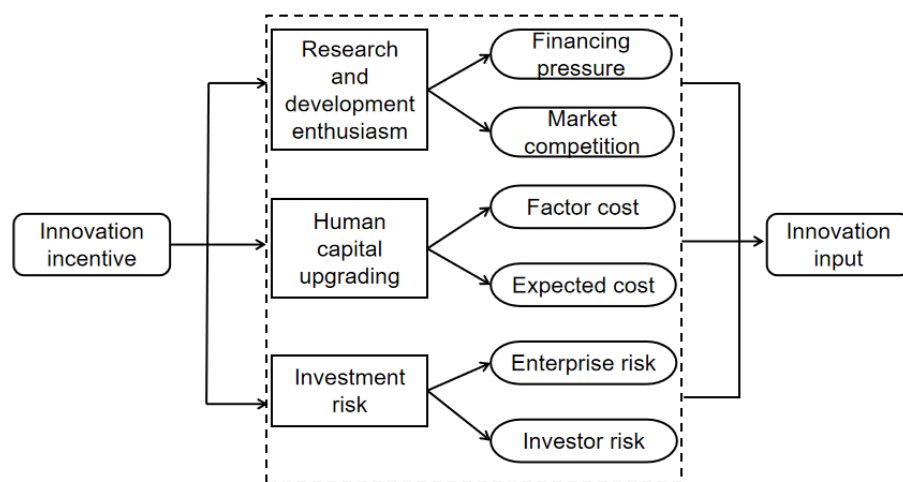 Research
and
development
enthusiasm
Financing
pressure
Market
competition
Innovation
incentive
Human
capital
upgrading
Factor cost
Expected cost
Innovation
input
Investment
risk
Enterprise risk
Investor risk